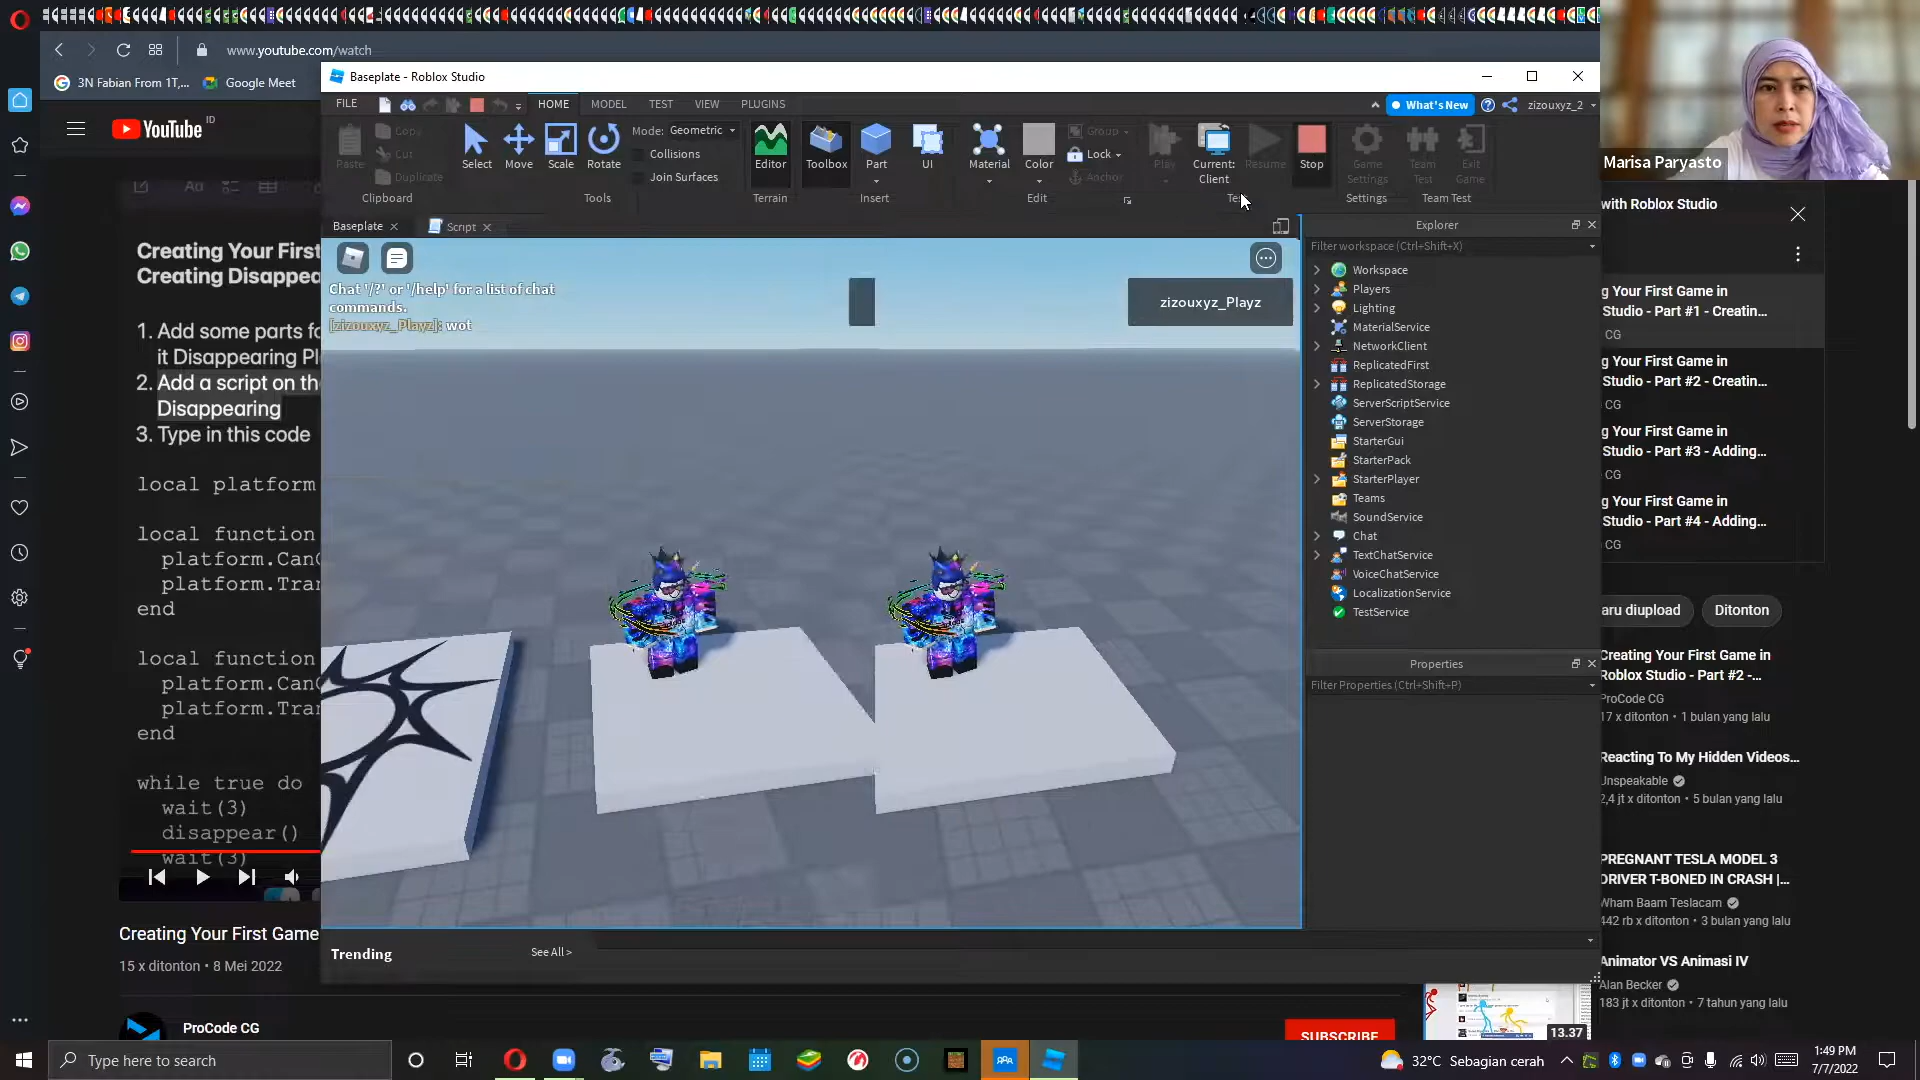 www.youtube.com/watch
3N Fabian From 1T,...
Google Meet
YouTube ID
Baseplate - Roblox Studio
FILE
HOME
MODEL
TEST
VIEW
PLUGINS
What's New
zizouxyz_2
Paste
Copy
Cut
Duplicate
Clipboard
Select
Move
Scale
Rotate
Mode: Geometric
Collisions
Join Surfaces
Tools
Editor
Terrain
Toolbox
Part
UI
Insert
Material
Color
Group
Lock
Anchor
Edit
Play
Current:
Client
Resume
Stop
Game
Settings
Settings
Team
Test
Exit
Game
Team Test
Marisa Paryasto
Baseplate
Script
Chat '/?' or '/help' for a list of chat
commands.
[zizouxyz_Playz]: wot
zizouxyz_Playz
Explorer
Filter workspace (Ctrl+Shift+X)
Workspace
Players
Lighting
MaterialService
NetworkClient
ReplicatedFirst
ReplicatedStorage
ServerScriptService
ServerStorage
StarterGui
StarterPack
StarterPlayer
Teams
SoundService
Chat
TextChatService
VoiceChatService
LocalizationService
TestService
Properties
Filter Properties (Ctrl+Shift+P)
Trending
See All >
Creating Your First
Creating Disappea
1. Add some parts fo
it Disappearing Pl
2. Add a script on the
Disappearing
3. Type in this code
local platform
local function
platform.Can
platform.Tra
end
local function
platform.Can
platform.Tra
end
while true do
wait(3)
disappear()
wait(3)
Creating Your First Game
15 x ditonton • 8 Mei 2022
ProCode CG
SUBSCRIBE
with Roblox Studio
g Your First Game in
Studio - Part #1 - Creatin...
CG
g Your First Game in
Studio - Part #2 - Creatin...
CG
g Your First Game in
Studio - Part #3 - Adding...
CG
g Your First Game in
Studio - Part #4 - Adding...
CG
aru diupload
Ditonton
Creating Your First Game in
Roblox Studio - Part #2 -...
ProCode CG
17 x ditonton • 1 bulan yang lalu
Reacting To My Hidden Videos...
Unspeakable
2,4 jt x ditonton • 5 bulan yang lalu
PREGNANT TESLA MODEL 3
DRIVER T-BONED IN CRASH |...
Wham Baam Teslacam
442 rb x ditonton • 3 bulan yang lalu
Animator VS Animasi IV
Alan Becker
183 jt x ditonton • 7 tahun yang lalu
13.37
Type here to search
32°C Sebagian cerah
1:49 PM
7/7/2022